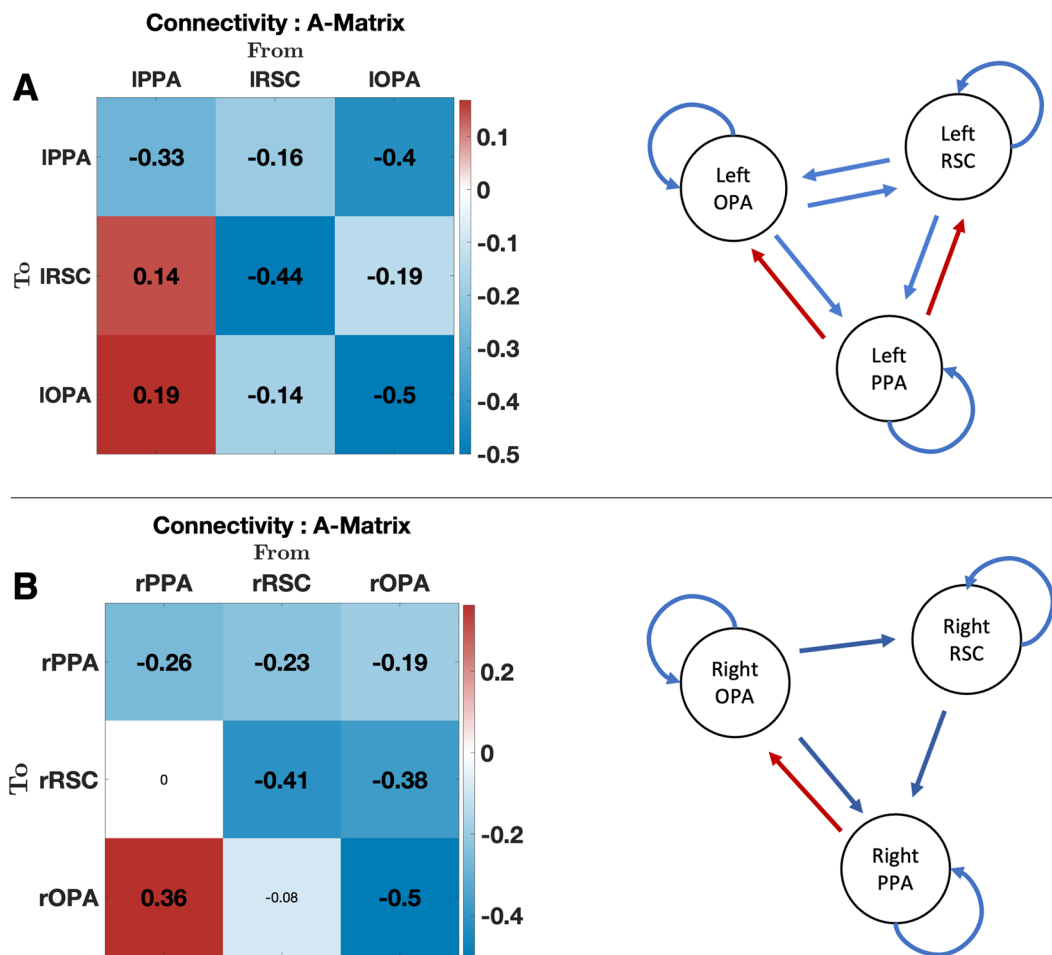 Connectivity : A-Matrix
From
A
lPPA lRSC lOPA
lPPA -0.33 -0.16 -0.4
lRSC 0.14 -0.44 -0.19
lOPA 0.19 -0.14 -0.5
To
0.1
0
-0.1
-0.2
-0.3
-0.4
-0.5
Left
OPA
Left
RSC
Left
PPA
Connectivity : A-Matrix
From
B
rPPA rRSC rOPA
rPPA -0.26 -0.23 -0.19
rRSC 0 -0.41 -0.38
rOPA 0.36 -0.08 -0.5
To
0.2
0
-0.2
-0.4
Right
OPA
Right
RSC
Right
PPA